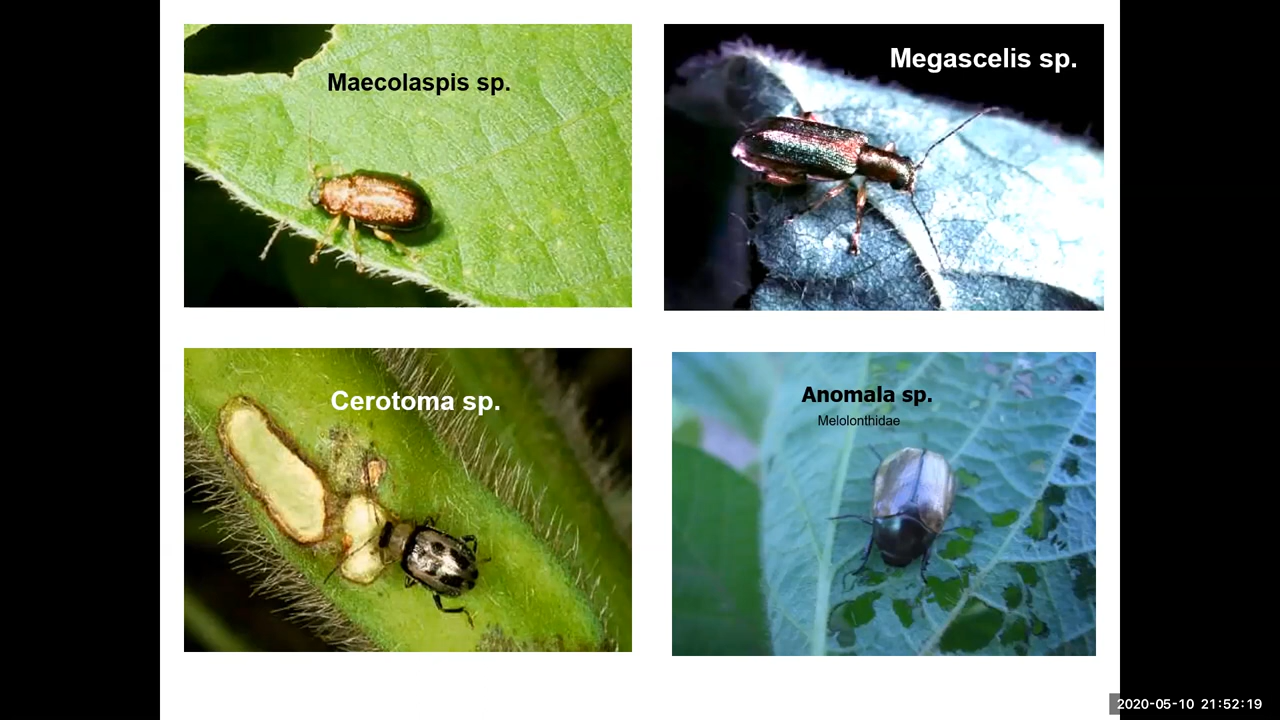 Maecolaspis sp.
Megascelis sp.
Cerotoma sp.
Anomala sp.
Melolonthidae
2020-05-10 21:52:19